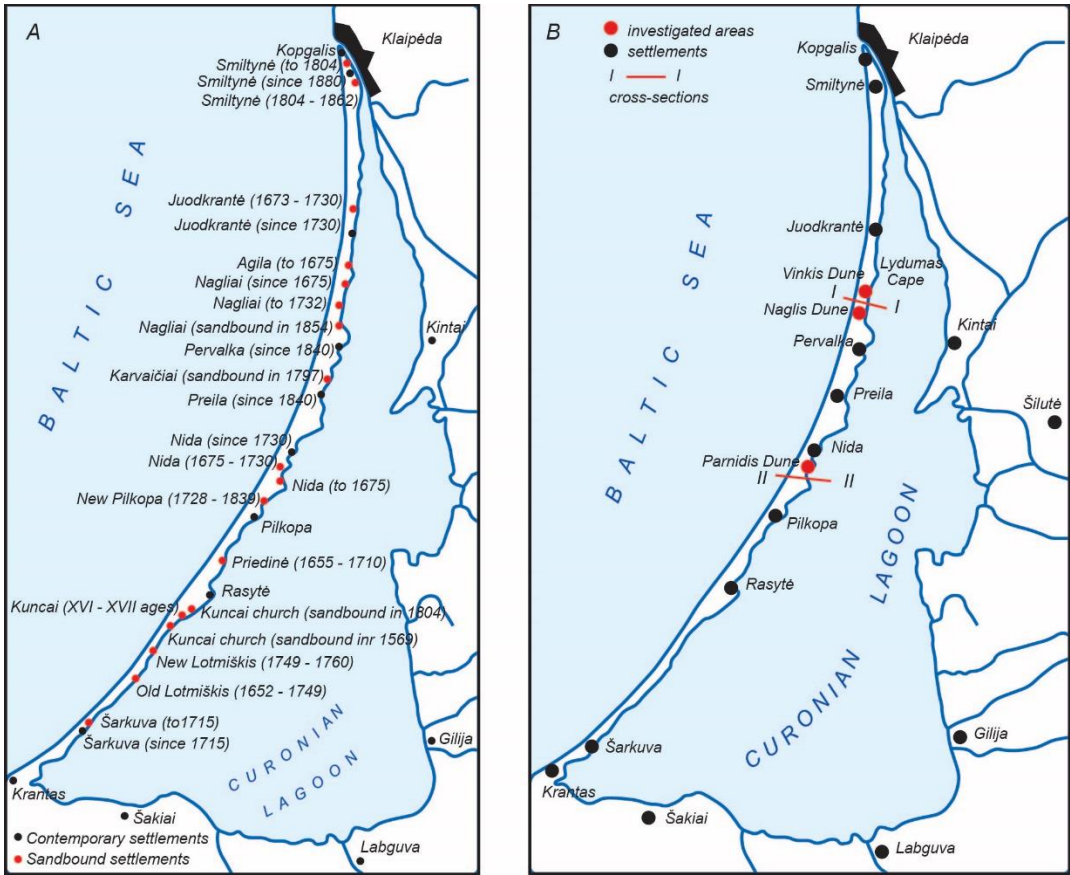 A
Klaipėda
Kopgalis
Smiltynė (to 1804)
Smiltynė (since 1880)
Smiltynė (1804 - 1862)
BALTIC SEA
Juodkrantė (1673 - 1730)
Juodkrantė (since 1730)
Agila (to 1675)
Nagliai (since 1675)
Nagliai (to 1732)
Nagliai (sandbound in 1854)
Kintai
Pervalka (since 1840)
Karvaičiai (sandbound in 1797)
Preila (since 1840)
Nida (since 1730)
Nida (1675 - 1730)
Nida (to 1675)
New Pilkopa (1728 - 1839)
Pilkopa
Priedinė (1655 - 1710)
Rasytė
Kuncai (XVI - XVII ages)
Kuncai church (sandbound in 1804)
Kuncai church (sandbound inr 1569)
New Lotmiškis (1749 - 1760)
Old Lotmiškis (1652 - 1749)
Šarkuva (to1715)
Šarkuva (since 1715)
CURONIAN
LAGOON
Gilija
Krantas
Šakiai
Contemporary settlements
Sandbound settlements
Labguva
B
investigated areas
settlements
I I
cross-sections
Klaipėda
Kopgalis
Smiltynė
BALTIC SEA
Juodkrantė
Vinkis Dune
Lydumas
Cape
I I
Naglis Dune
Kintai
Pervalka
Preila
Šilutė
Nida
Parnidis Dune
II II
Pilkopa
Rasytė
CURONIAN LAGOON
Šarkuva
Gilija
Krantas
Šakiai
Labguva